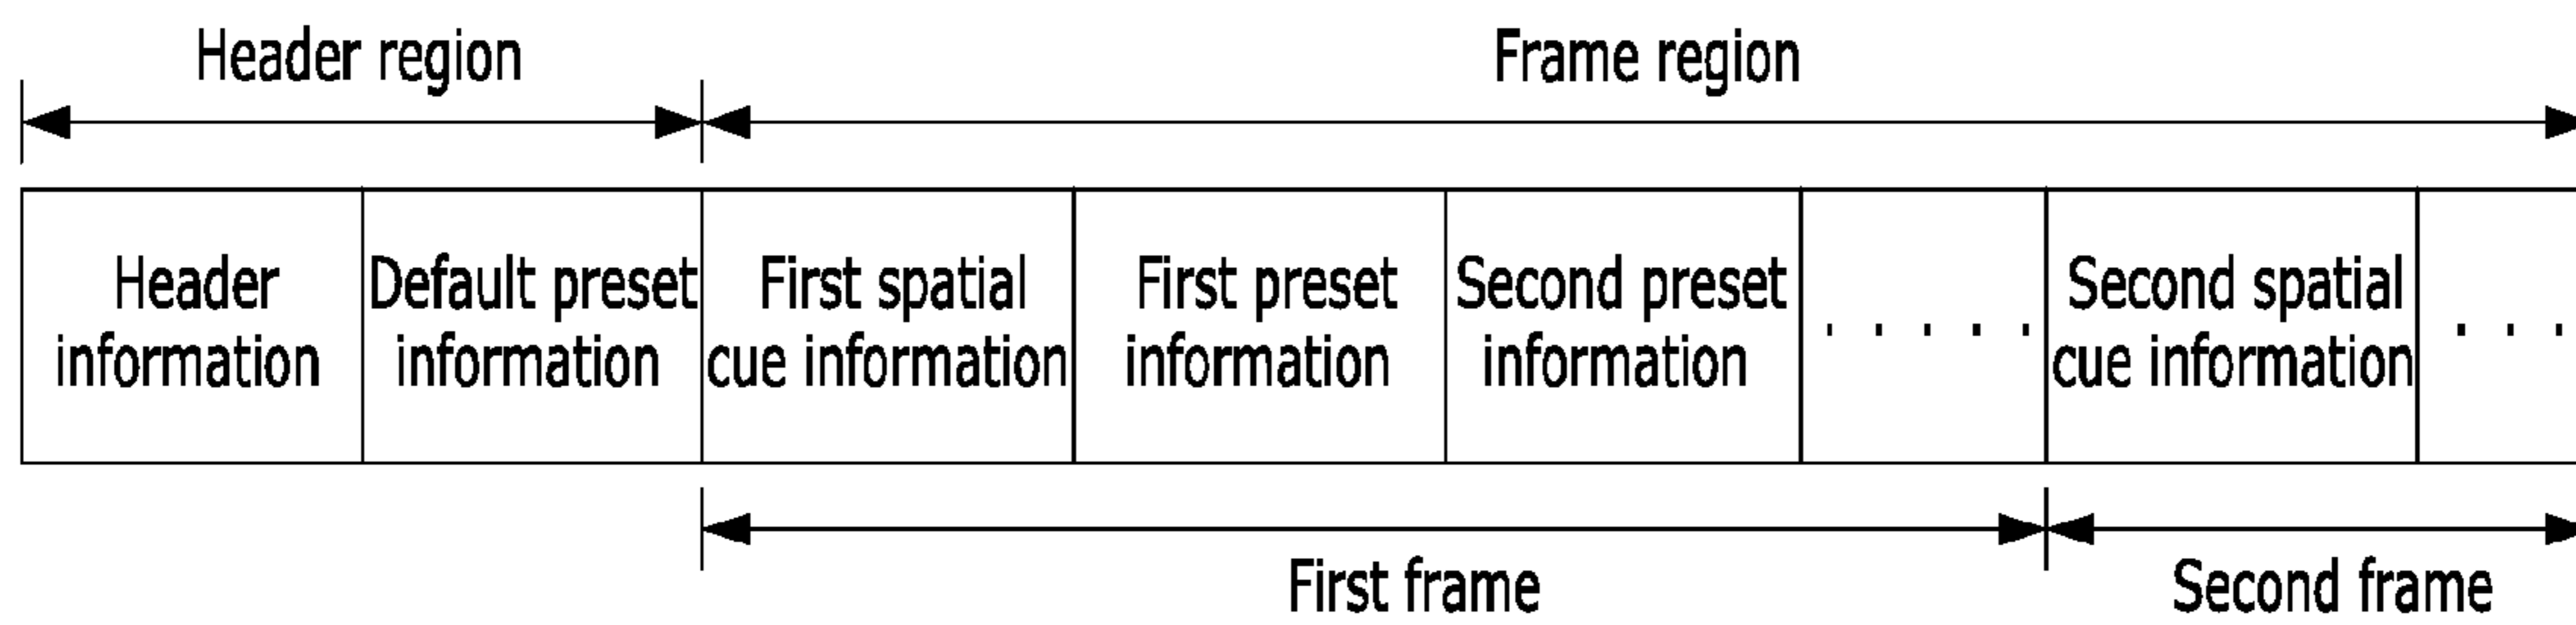 Header region
Frame region
Header
information
Default preset
information
First spatial
cue information
First preset
information
Second preset
information
. . . . .
Second spatial
cue information
. . .
First frame
Second frame